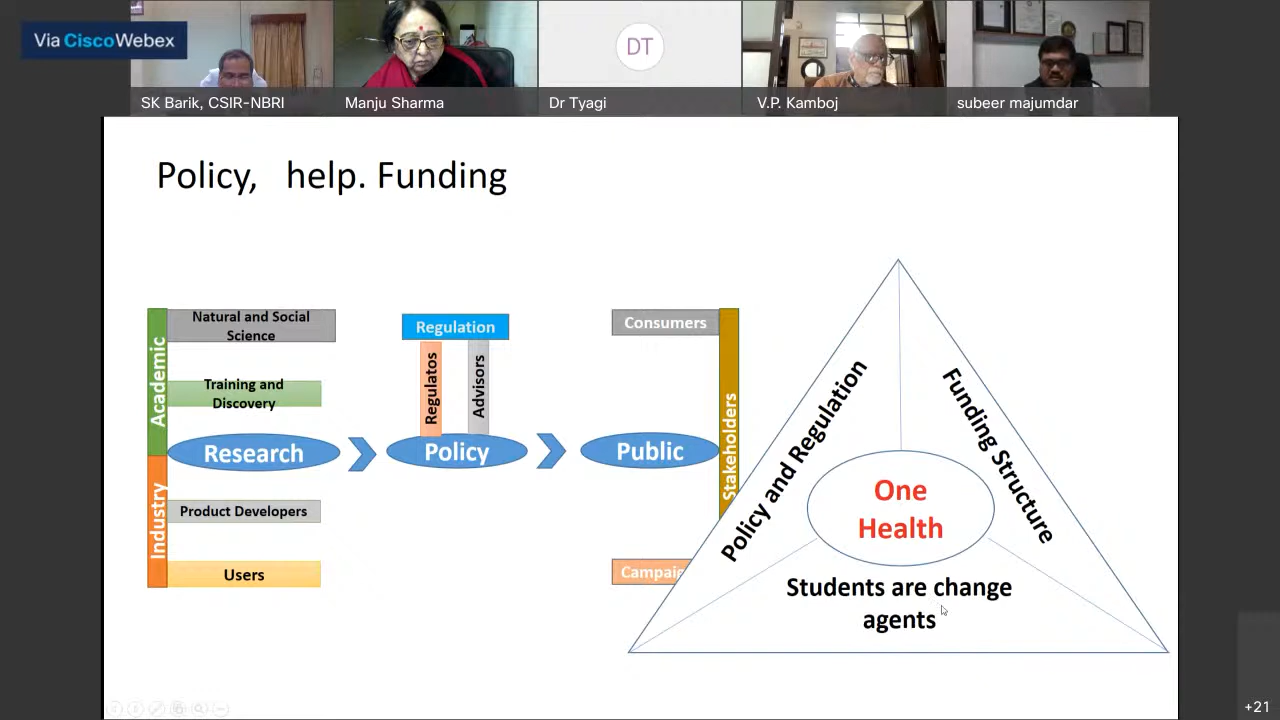 Via Cisco Webex
SK Barik, CSIR-NBRI
Manju Sharma
DT
Dr Tyagi
V.P. Kamboj
subeer majumdar
Policy, help. Funding
Academic
Natural and Social
Science
Training and
Discovery
Research
Industry
Product Developers
Users
Regulation
Regulatos
Advisors
Policy
Consumers
Public
Stakeholders
Campaig
Policy and Regulation
Funding Structure
One
Health
Students are change
agents
+21